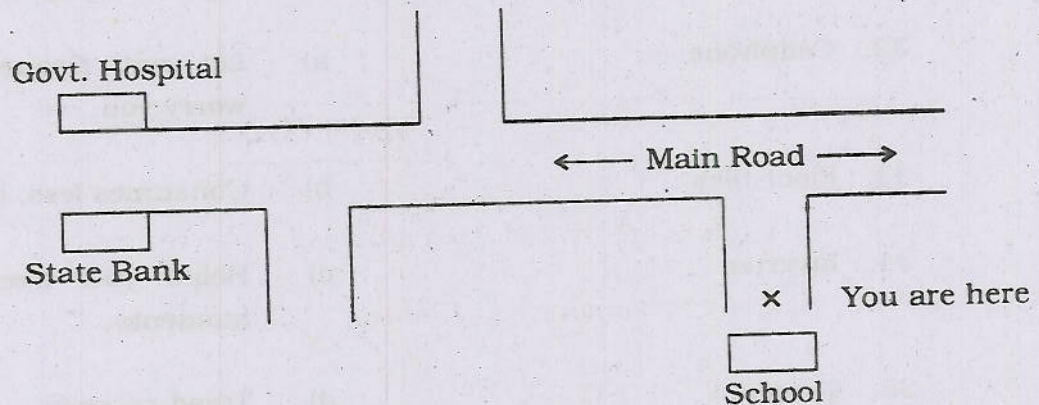 Govt. Hospital
← Main Road →
State Bank
× You are here
School